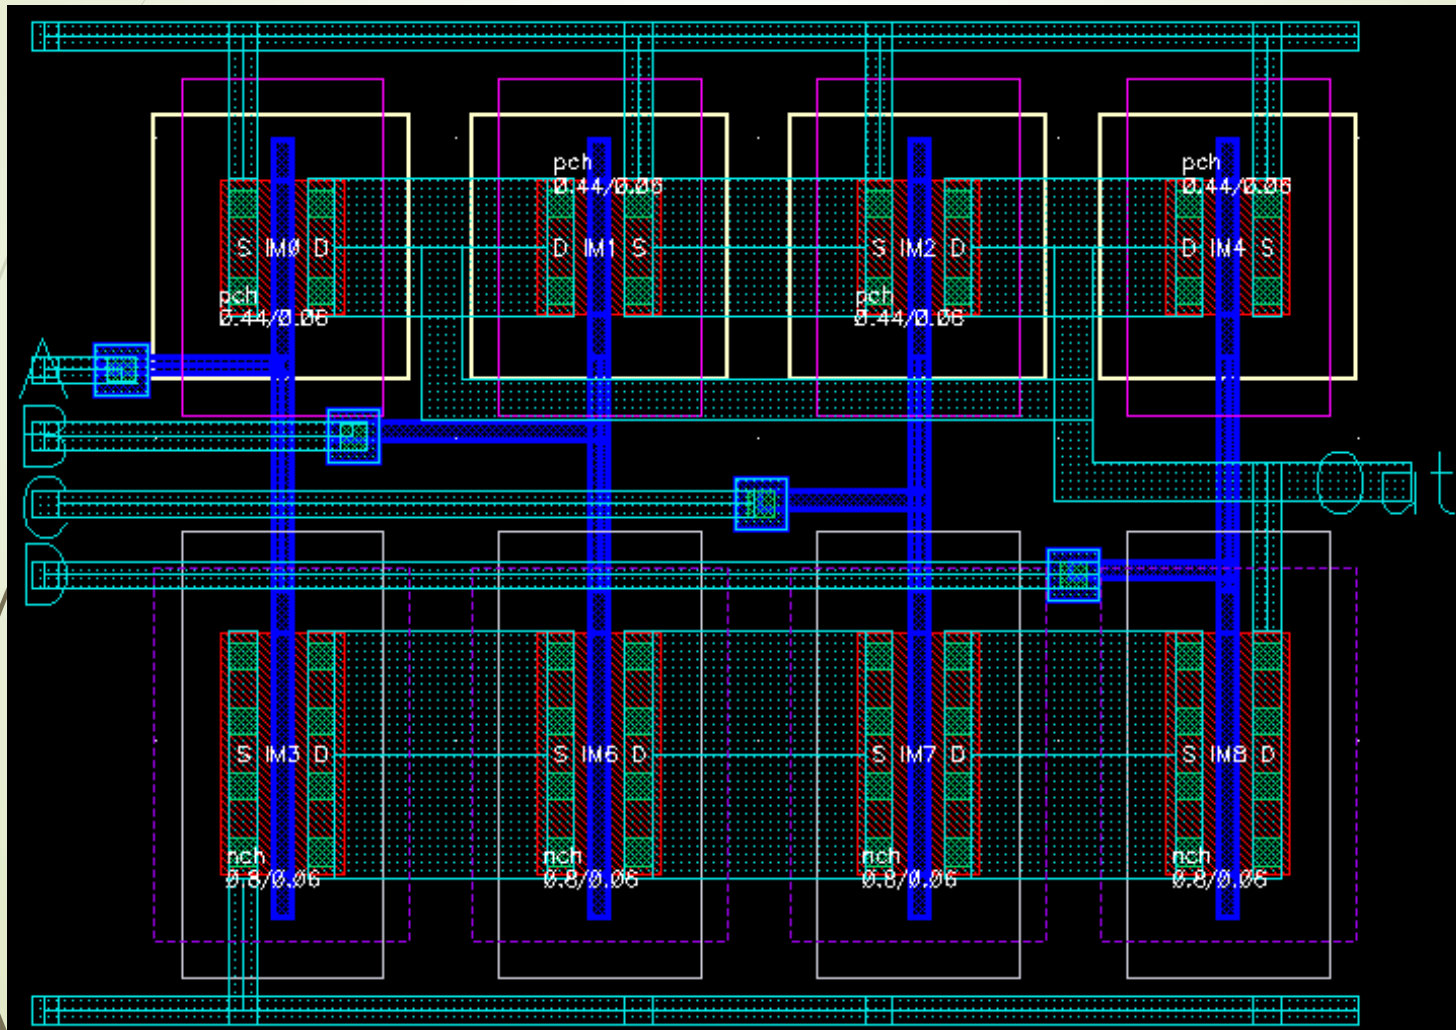 pch
0.44/0.06
pch
0.44/0.06
S IM0 D
D IM1 S
S IM2 D
D IM4 S
pch
0.44/0.06
pch
0.44/0.06
A
B
C
Out
D
S IM3 D
S IM6 D
S IM7 D
S IM8 D
nch
0.8/0.06
nch
0.8/0.06
nch
0.8/0.06
nch
0.8/0.06